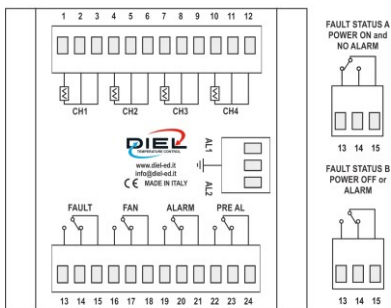 1 2 3 4 5 6 7 8 9 10 11 12
CH1 CH2 CH3 CH4
DIEL
TEMPERATURE CONTROL
www.diel-ed.it
info@diel-ed.it
CE MADE IN ITALY
AL1
AL2
FAULT FAN ALARM PRE AL
13 14 15 16 17 18 19 20 21 22 23 24
FAULT STATUS A
POWER ON and
NO ALARM
13 14 15
FAULT STATUS B
POWER OFF or
ALARM
13 14 15